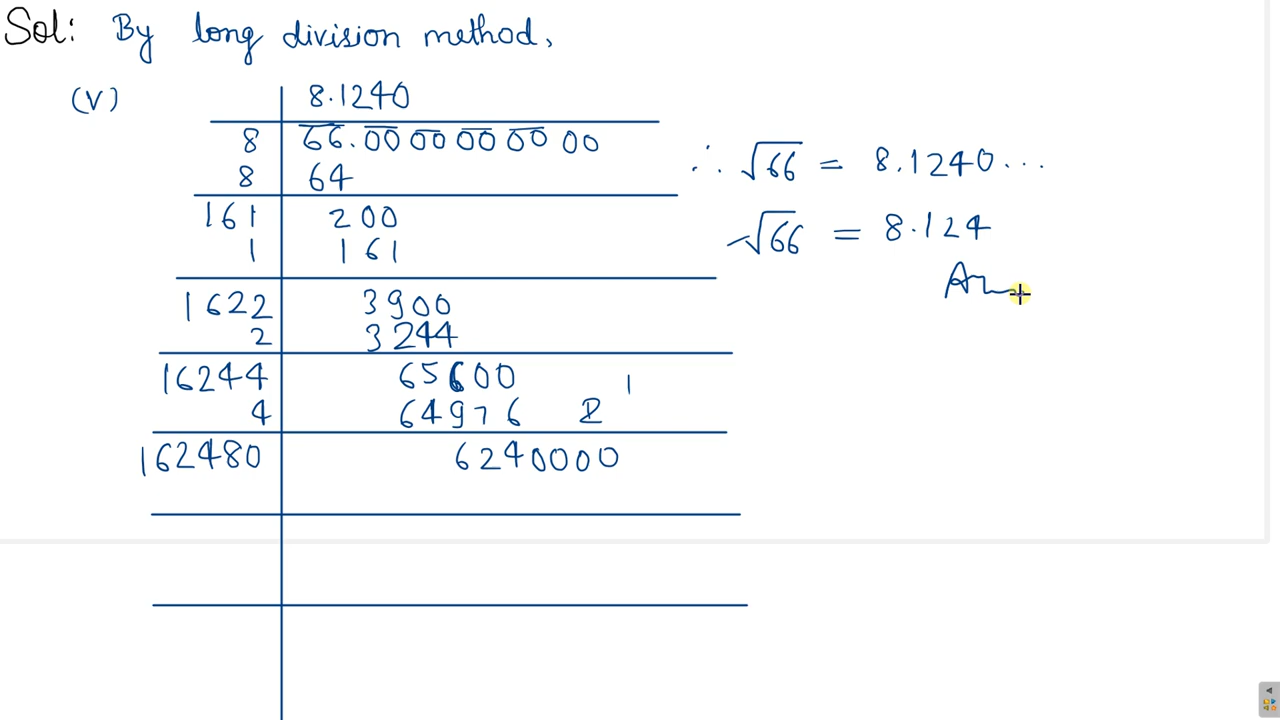 Sol: By long division method,
(V) 8.1240
8 66.00 00 00 00 00
8 64
161 200
1 161
1622 3900
2 3244
16244 65600 1
4 64976
162480 6240000
∴ √66 = 8.1240...
√66 = 8.124